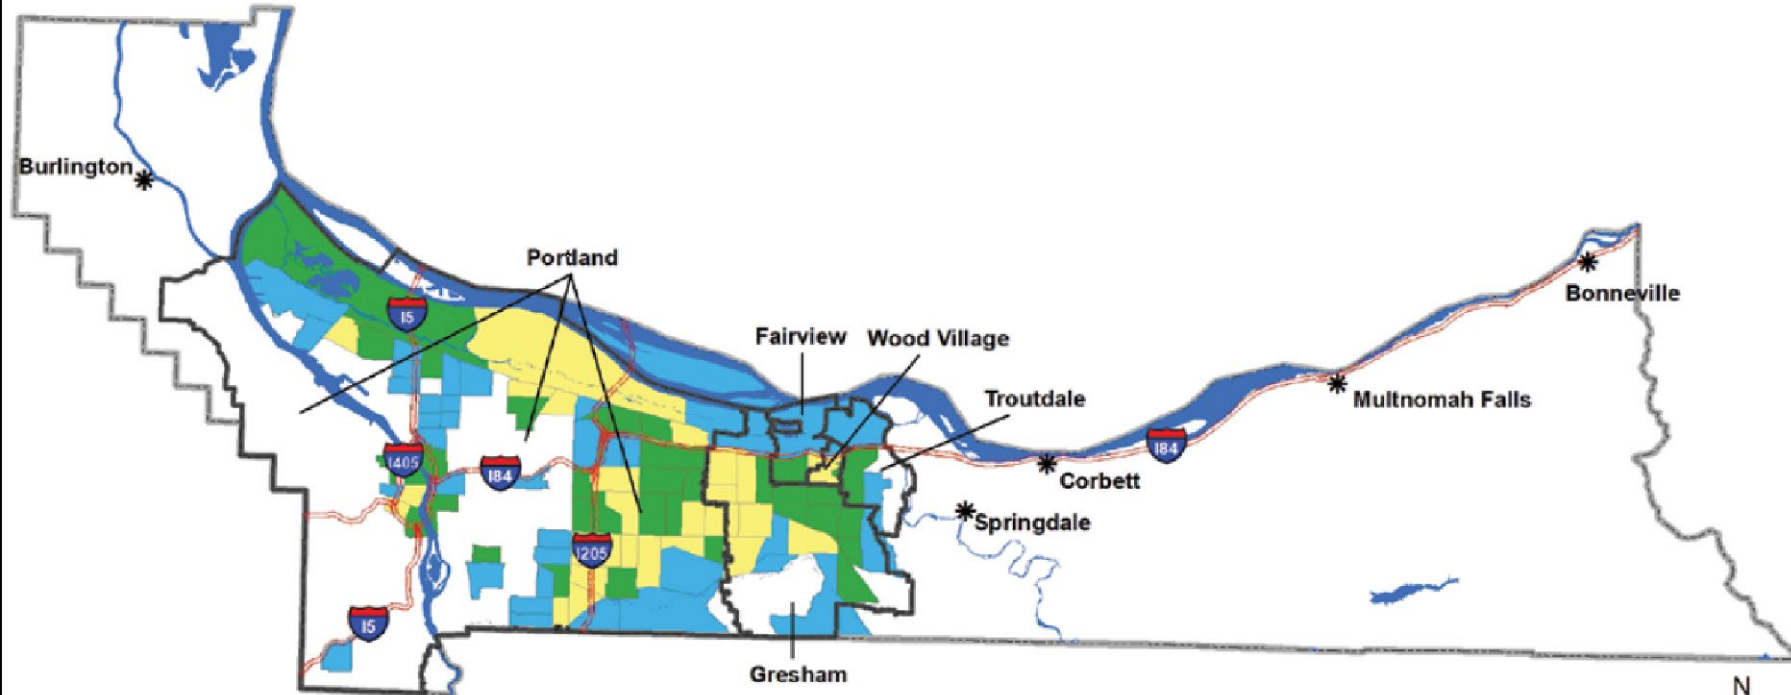 Burlington
Portland
I5
Fairview
Wood Village
Troutdale
Bonneville
Multnomah Falls
I84
I405
I84
Corbett
Springdale
I205
I5
Gresham
N